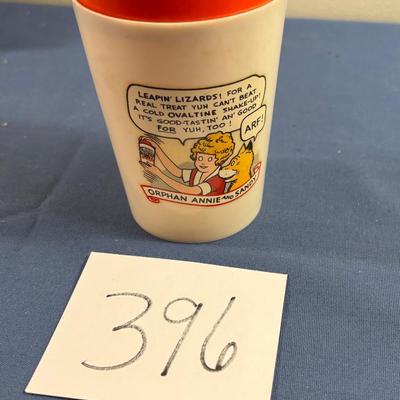 LEAPIN' LIZARDS! FOR A
REAL TREAT YUH CAN'T BEAT
A COLD OVALTINE SHAKE-UP!
IT'S GOOD-TASTIN' AN' GOOD
FOR YUH, TOO!
ARF!
ORPHAN ANNIE AND SANDY
396